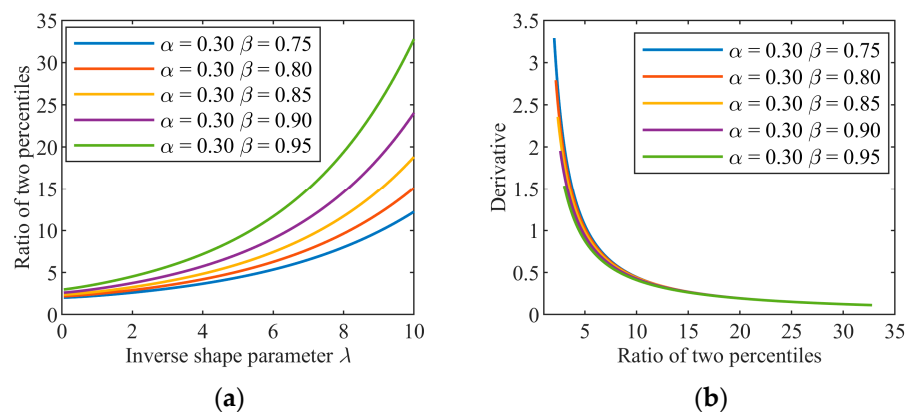 35
30
25
20
15
10
5
0
Ratio of two percentiles
α = 0.30 β = 0.75
α = 0.30 β = 0.80
α = 0.30 β = 0.85
α = 0.30 β = 0.90
α = 0.30 β = 0.95
0 2 4 6 8 10
Inverse shape parameter λ
(a)
3.5
3
2.5
2
1.5
1
0.5
0
Derivative
α = 0.30 β = 0.75
α = 0.30 β = 0.80
α = 0.30 β = 0.85
α = 0.30 β = 0.90
α = 0.30 β = 0.95
5 10 15 20 25 30 35
Ratio of two percentiles
(b)